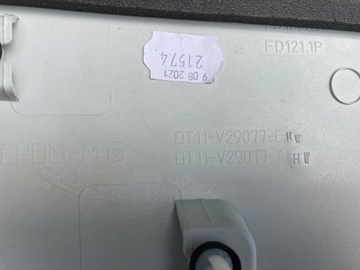 FD121.1P
9 08 2021
21574
DT11-V29077-C H W
DT11-V29077-A H W